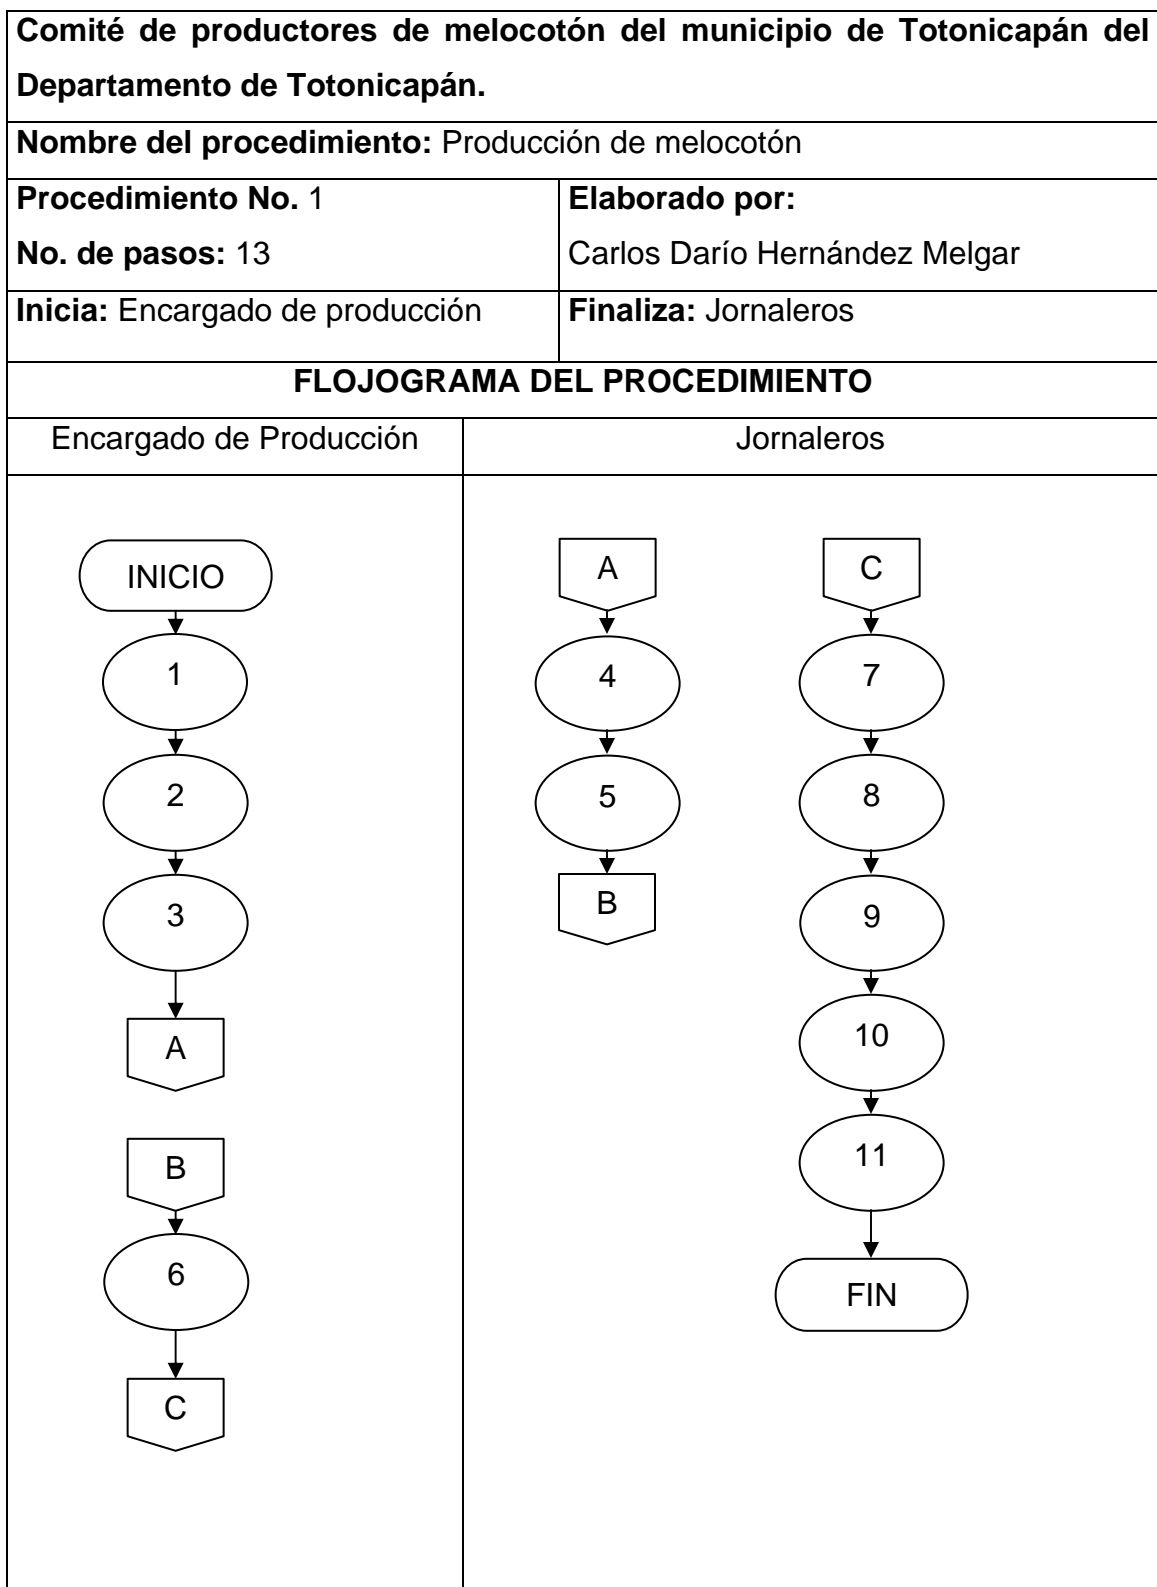 Comité de productores de melocotón del municipio de Totonicapán del
Departamento de Totonicapán.
Nombre del procedimiento: Producción de melocotón
Procedimiento No. 1
No. de pasos: 13
Elaborado por:
Carlos Darío Hernández Melgar
Inicia: Encargado de producción
Finaliza: Jornaleros
FLOJOGRAMA DEL PROCEDIMIENTO
Encargado de Producción
Jornaleros
INICIO
1
2
3
A
B
6
C
A
4
5
B
C
7
8
9
10
11
FIN